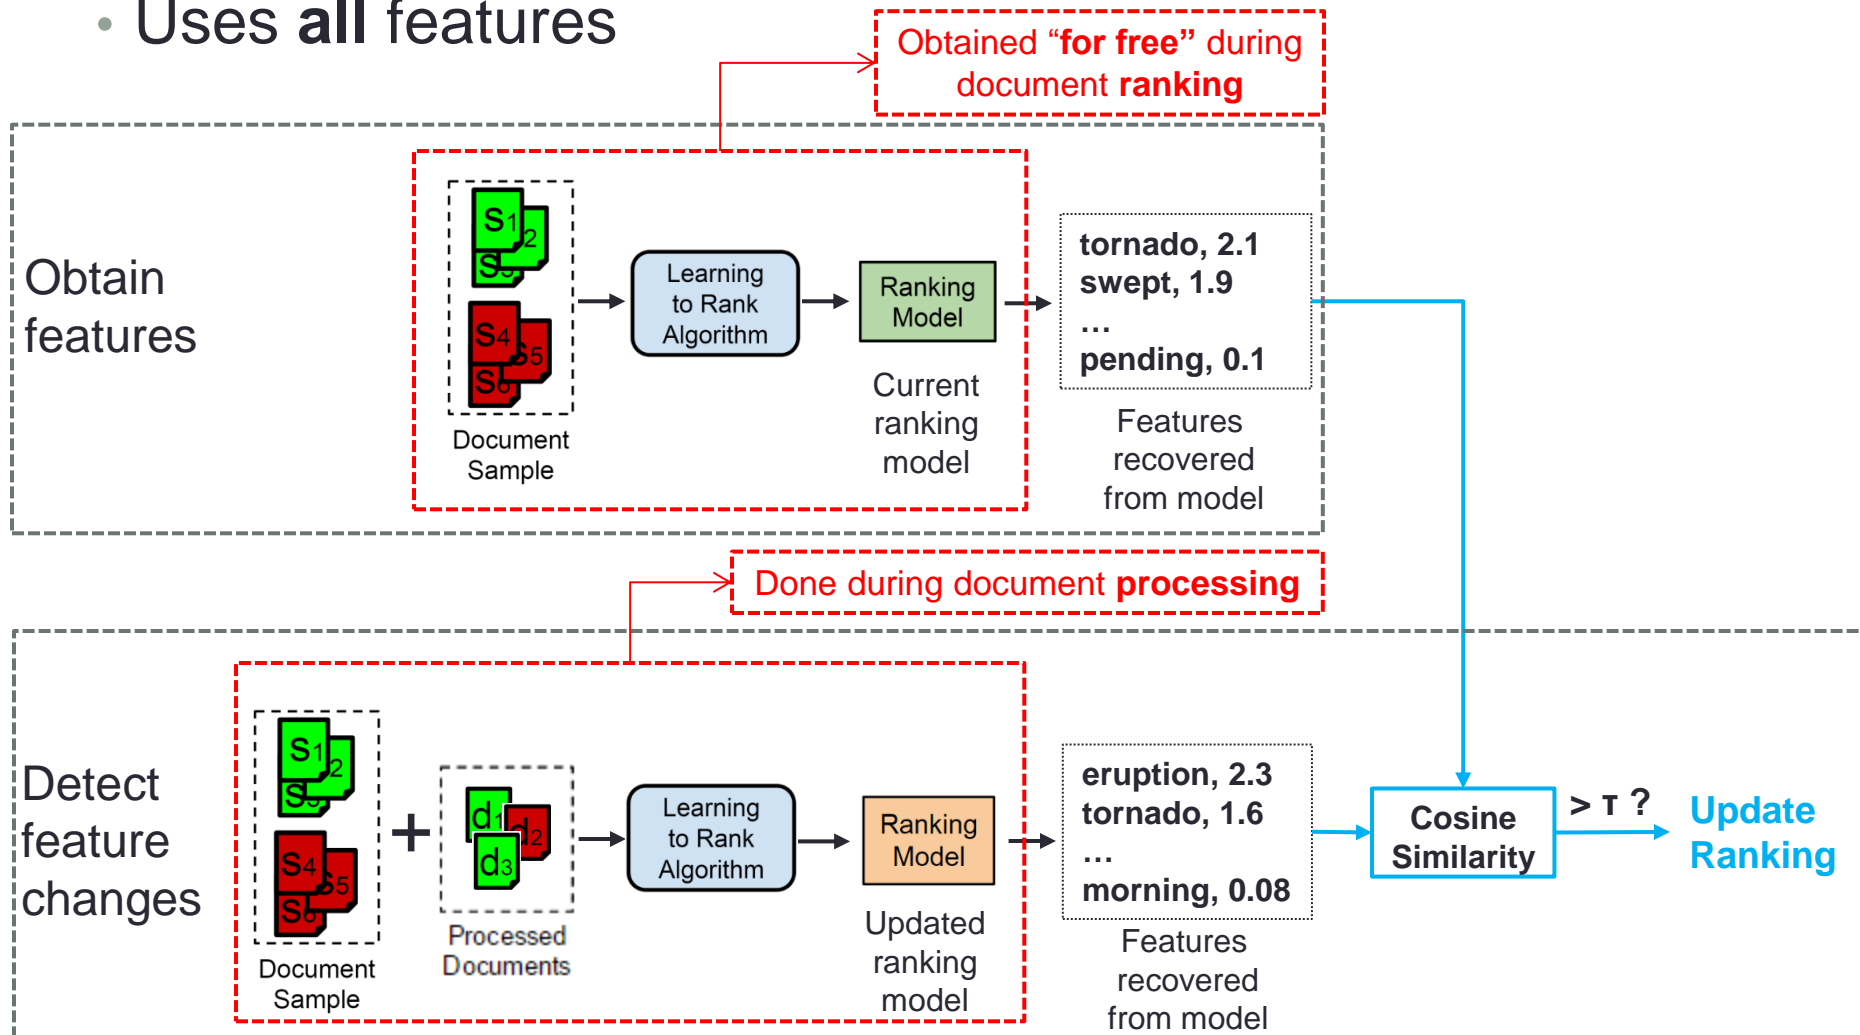 • Uses all features
Obtained “for free” during
document ranking
Obtain
features
S1
2
S3
S4
S5
S6
Document
Sample
Learning
to Rank
Algorithm
Ranking
Model
Current
ranking
model
tornado, 2.1
swept, 1.9
...
pending, 0.1
Features
recovered
from model
Done during document processing
Detect
feature
changes
S1
2
S3
S4
S5
S6
Document
Sample
+
d1
d2
d3
Processed
Documents
Learning
to Rank
Algorithm
Ranking
Model
Updated
ranking
model
eruption, 2.3
tornado, 1.6
...
morning, 0.08
Features
recovered
from model
Cosine
Similarity
> τ ?
Update
Ranking